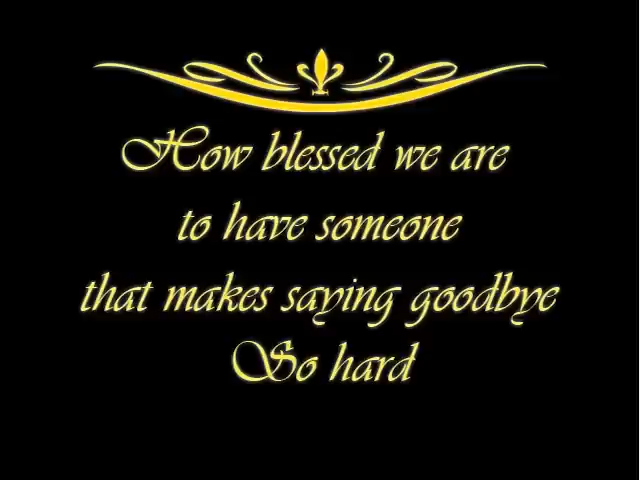 How blessed we are
to have someone
that makes saying goodbye
So hard